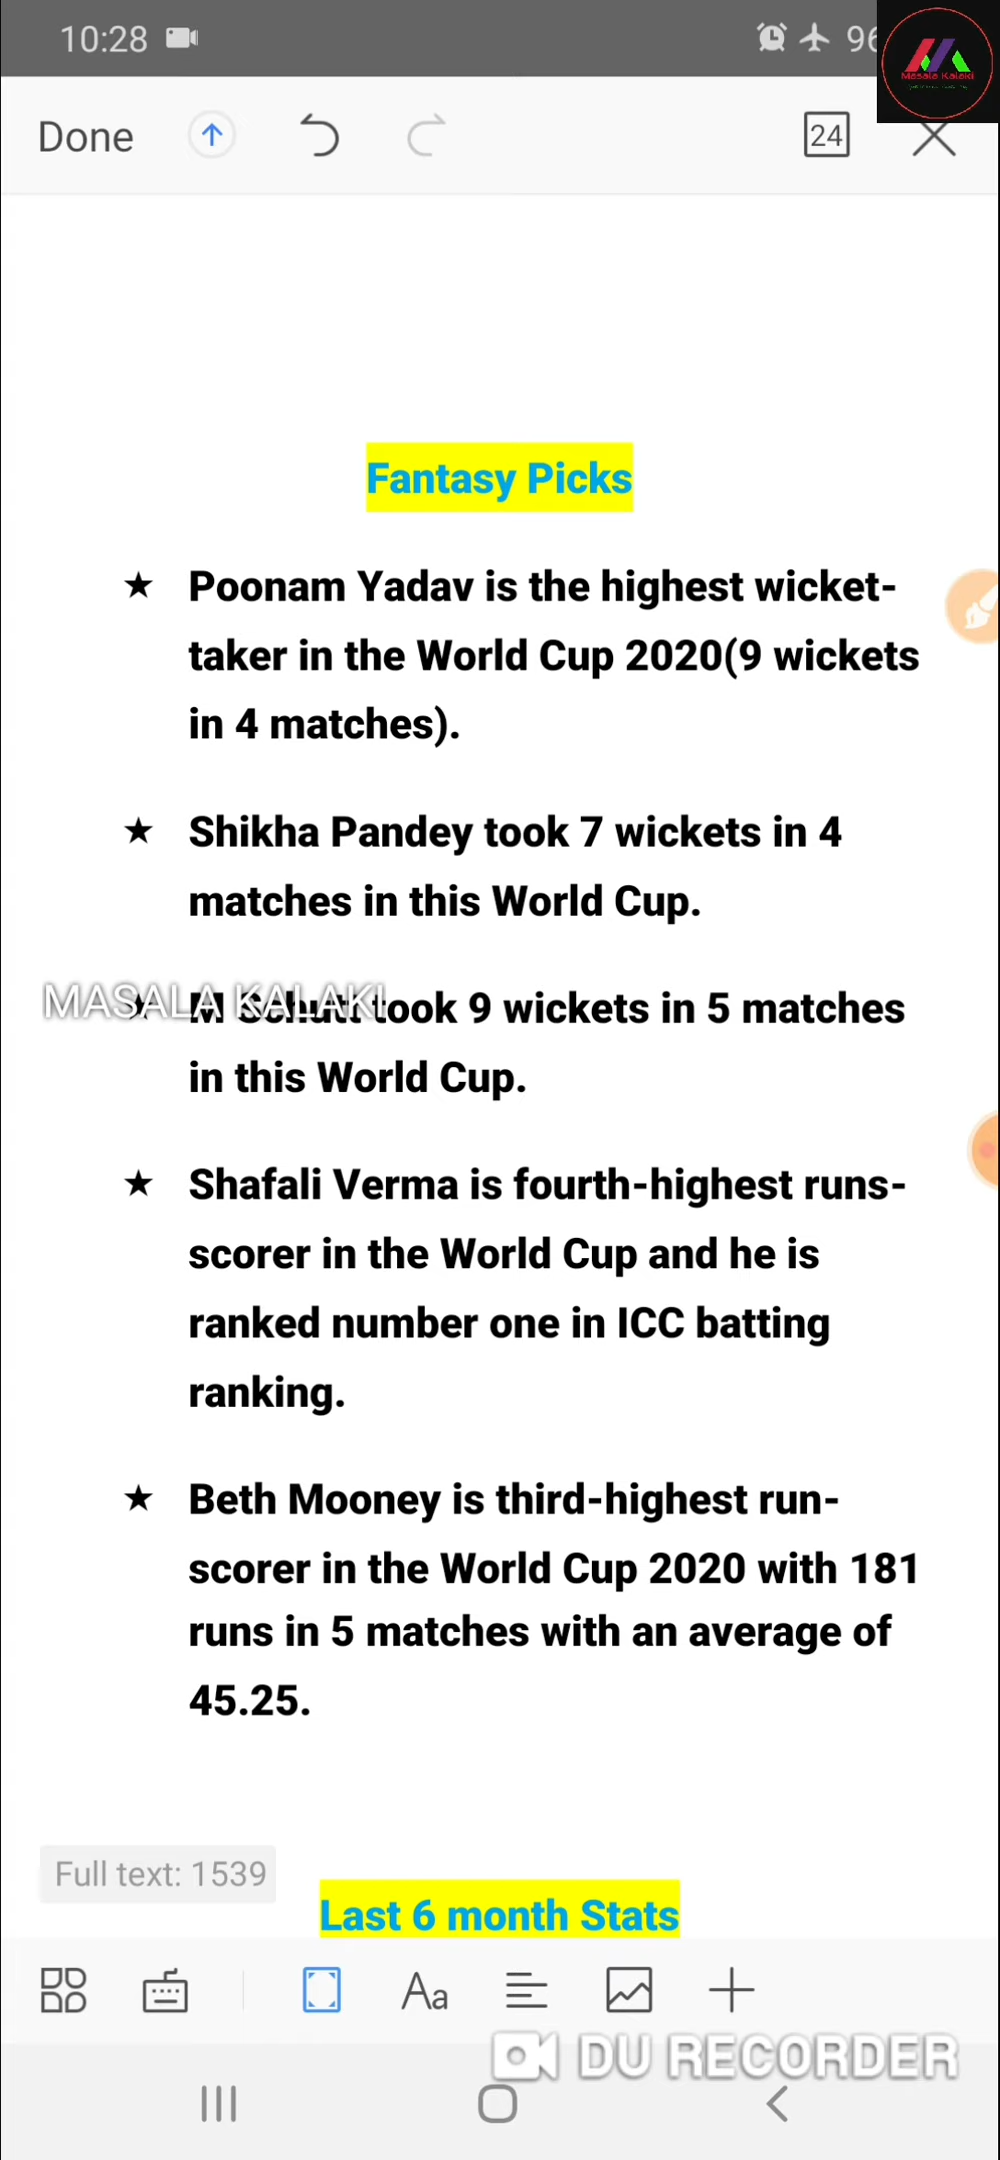 10:28
96
Masala Kalaki
Done
24
Fantasy Picks
★ Poonam Yadav is the highest wicket-
taker in the World Cup 2020(9 wickets
in 4 matches).
★ Shikha Pandey took 7 wickets in 4
matches in this World Cup.
MASALA KALAKI
★ M Schutt took 9 wickets in 5 matches
in this World Cup.
★ Shafali Verma is fourth-highest runs-
scorer in the World Cup and he is
ranked number one in ICC batting
ranking.
★ Beth Mooney is third-highest run-
scorer in the World Cup 2020 with 181
runs in 5 matches with an average of
45.25.
Full text: 1539
Last 6 month Stats
Aa
DU RECORDER